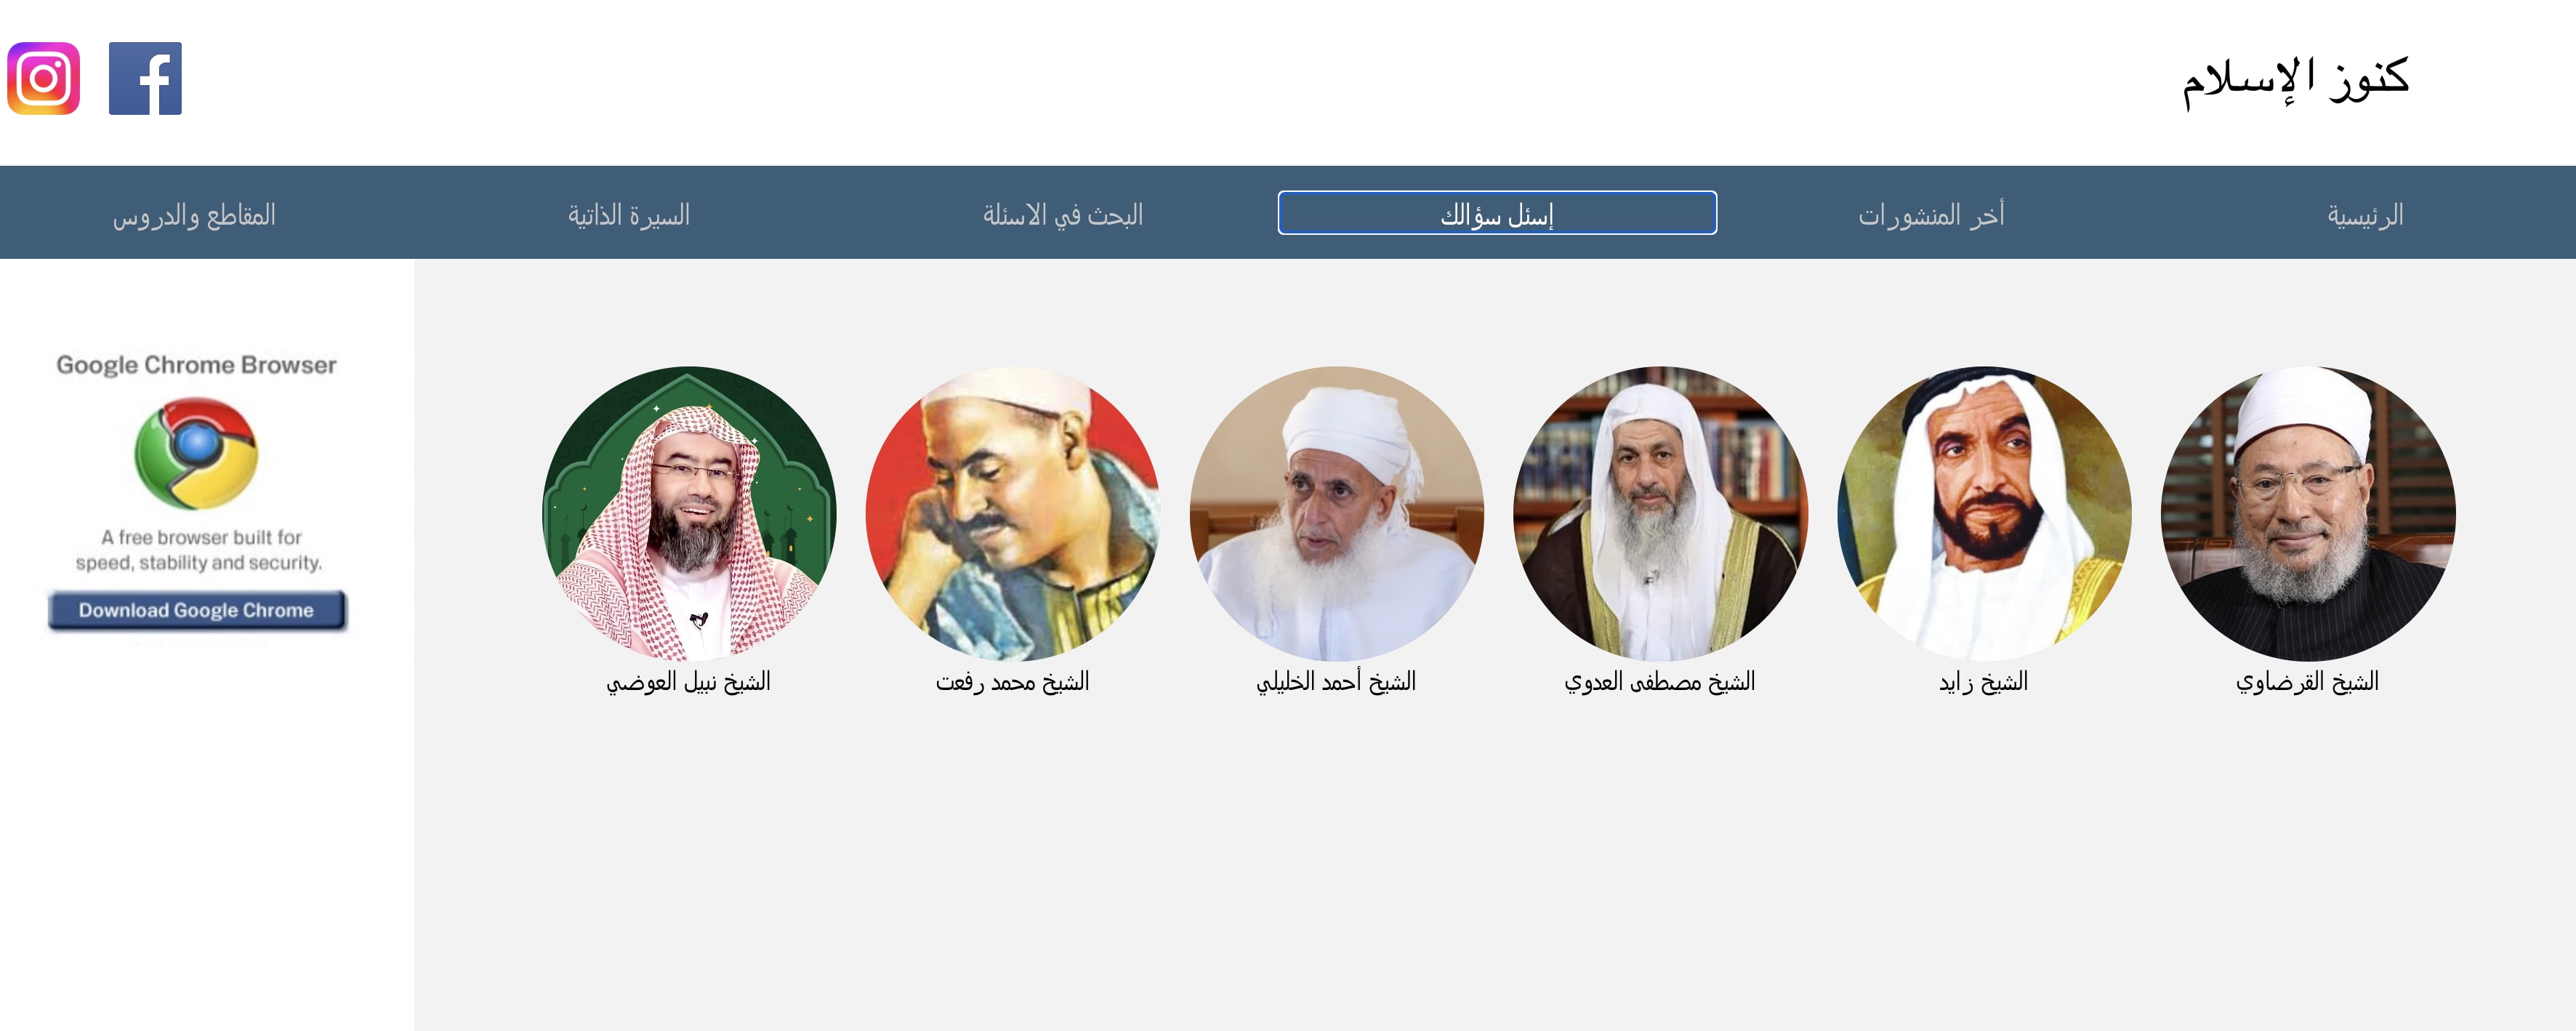 كنوز الإسلام
الرئيسية
أخر المنشورات
إسئل سؤالك
البحث في الاسئلة
السيرة الذاتية
المقاطع والدروس
الشيخ القرضاوي
الشيخ زايد
الشيخ مصطفى العدوي
الشيخ أحمد الخليلي
الشيخ محمد رفعت
الشيخ نبيل العوضي
Google Chrome Browser
A free browser built for
speed, stability and security.
Download Google Chrome